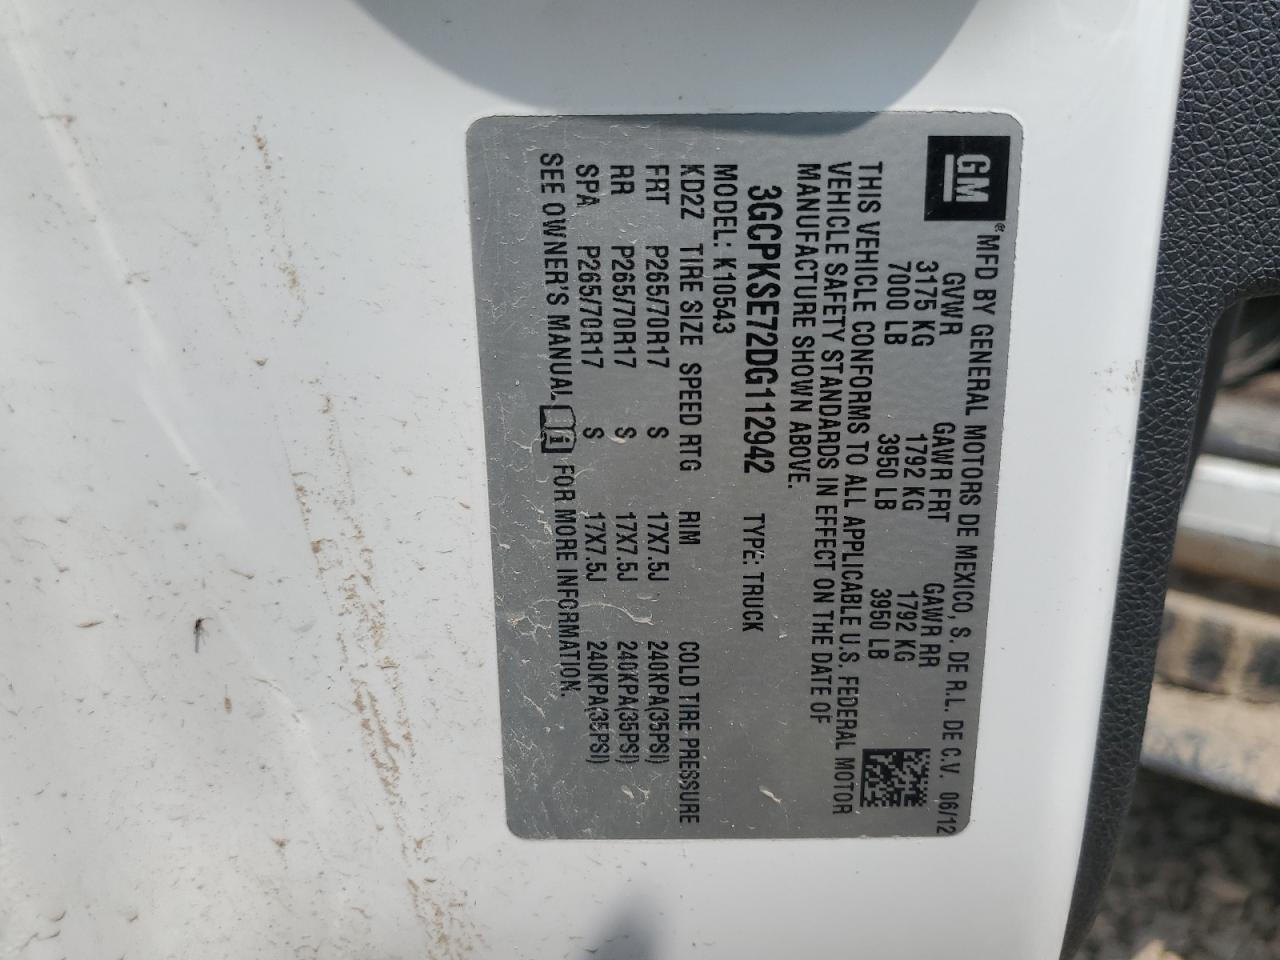 GM
® MFD BY GENERAL MOTORS DE MEXICO, S. DE R.L. DE C.V. 06/12
GVWR GAWR FRT GAWR RR
3175 KG 1792 KG 1792 KG
7000 LB 3950 LB 3950 LB
THIS VEHICLE CONFORMS TO ALL APPLICABLE U.S. FEDERAL MOTOR
VEHICLE SAFETY STANDARDS IN EFFECT ON THE DATE OF
MANUFACTURE SHOWN ABOVE.
3GCPKSE72DG112942 TYPE: TRUCK
MODEL: K10543
KD2Z TIRE SIZE SPEED RTG RIM COLD TIRE PRESSURE
FRT P265/70R17 S 17X7.5J 240KPA(35PSI)
RR P265/70R17 S 17X7.5J 240KPA(35PSI)
SPA P265/70R17 S 17X7.5J 240KPA(35PSI)
SEE OWNER'S MANUAL FOR MORE INFORMATION.